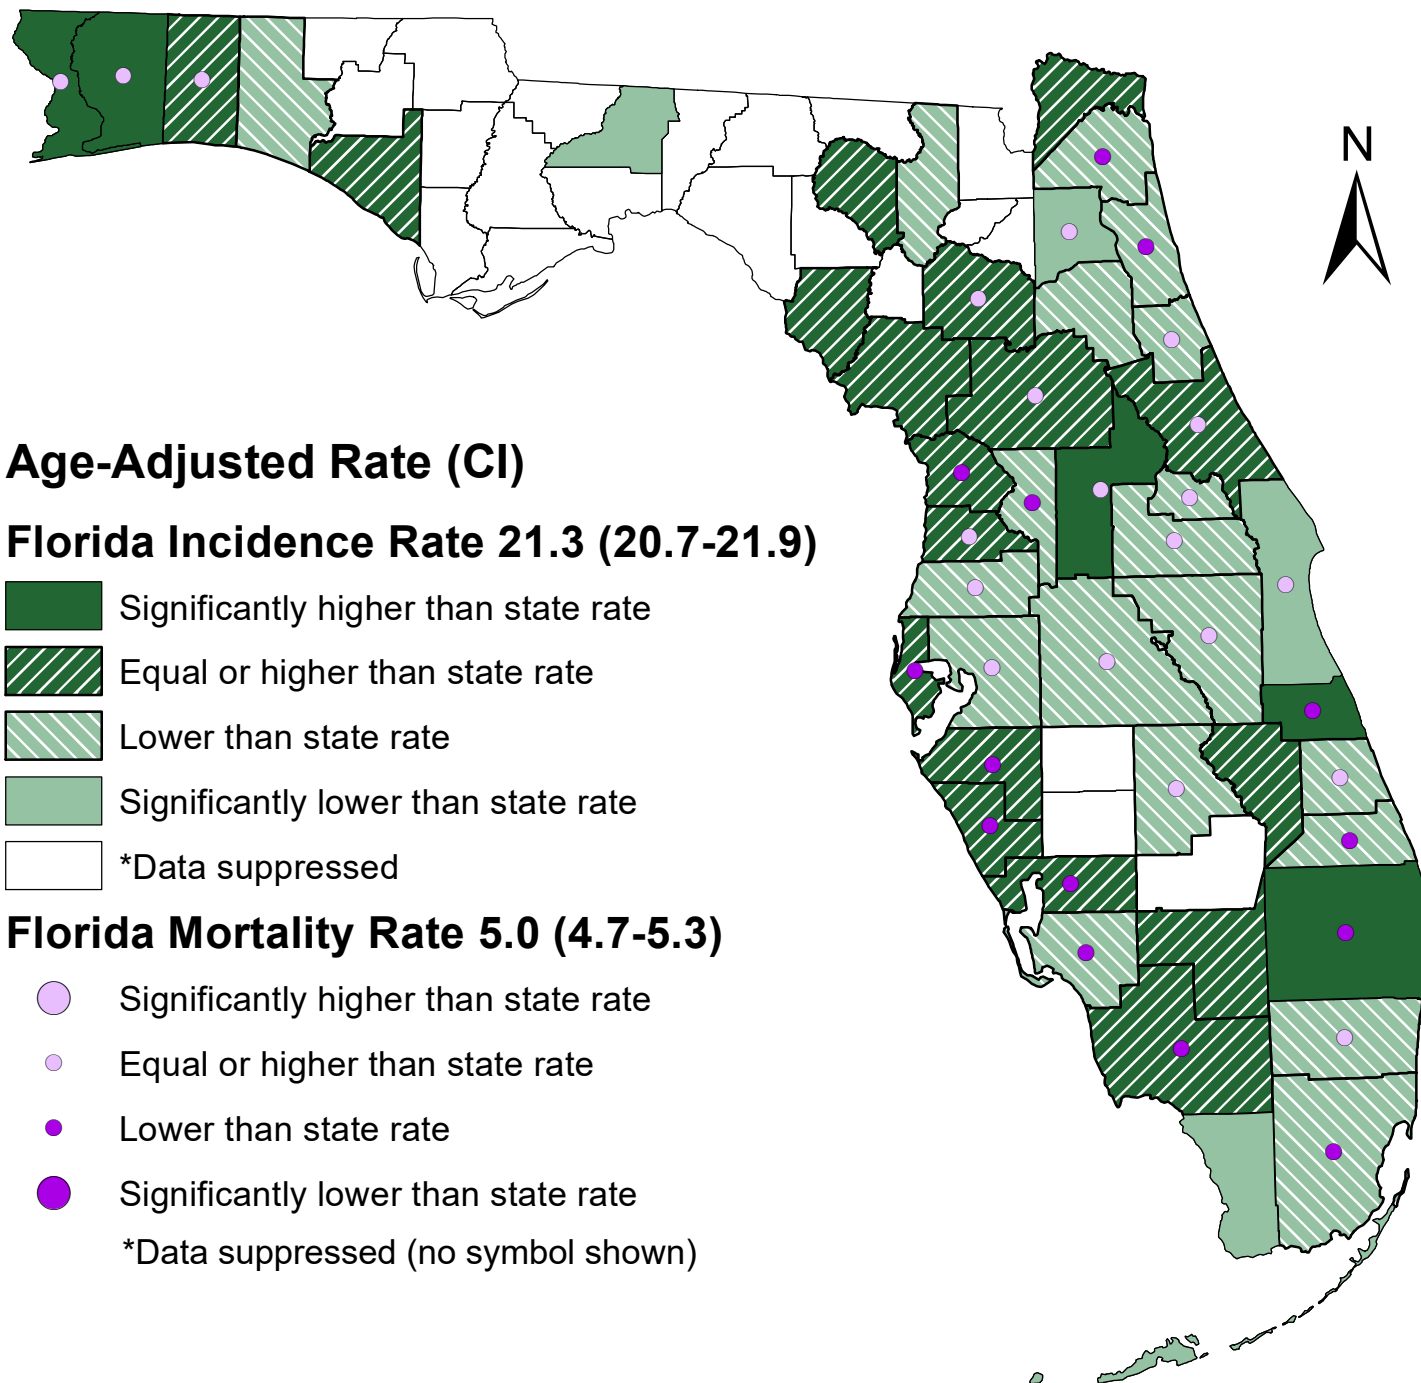 N
Age-Adjusted Rate (CI)
Florida Incidence Rate 21.3 (20.7-21.9)
Significantly higher than state rate
Equal or higher than state rate
Lower than state rate
Significantly lower than state rate
*Data suppressed
Florida Mortality Rate 5.0 (4.7-5.3)
Significantly higher than state rate
Equal or higher than state rate
Lower than state rate
Significantly lower than state rate
*Data suppressed (no symbol shown)